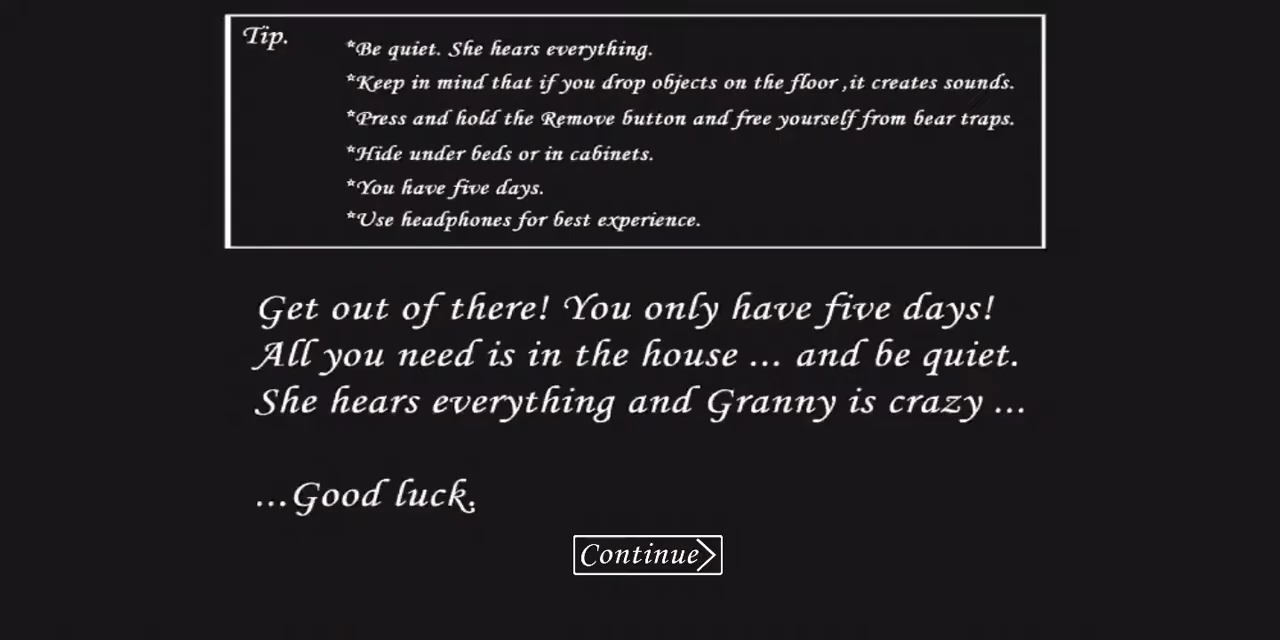 Tip.
*Be quiet. She hears everything.
*Keep in mind that if you drop objects on the floor ,it creates sounds.
*Press and hold the Remove button and free yourself from bear traps.
*Hide under beds or in cabinets.
*You have five days.
*Use headphones for best experience.
Get out of there! You only have five days!
All you need is in the house ... and be quiet.
She hears everything and Granny is crazy ...
...Good luck.
Continue